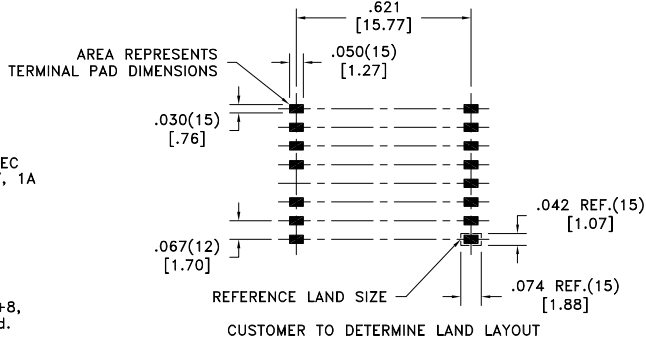 .621
[15.77]
AREA REPRESENTS
TERMINAL PAD DIMENSIONS
.050(15)
[1.27]
.030(15)
[.76]
EC
, 1A
.042 REF.(15)
[1.07]
.067(12)
[1.70]
REFERENCE LAND SIZE
.074 REF.(15)
[1.88]
+8,
d.
CUSTOMER TO DETERMINE LAND LAYOUT